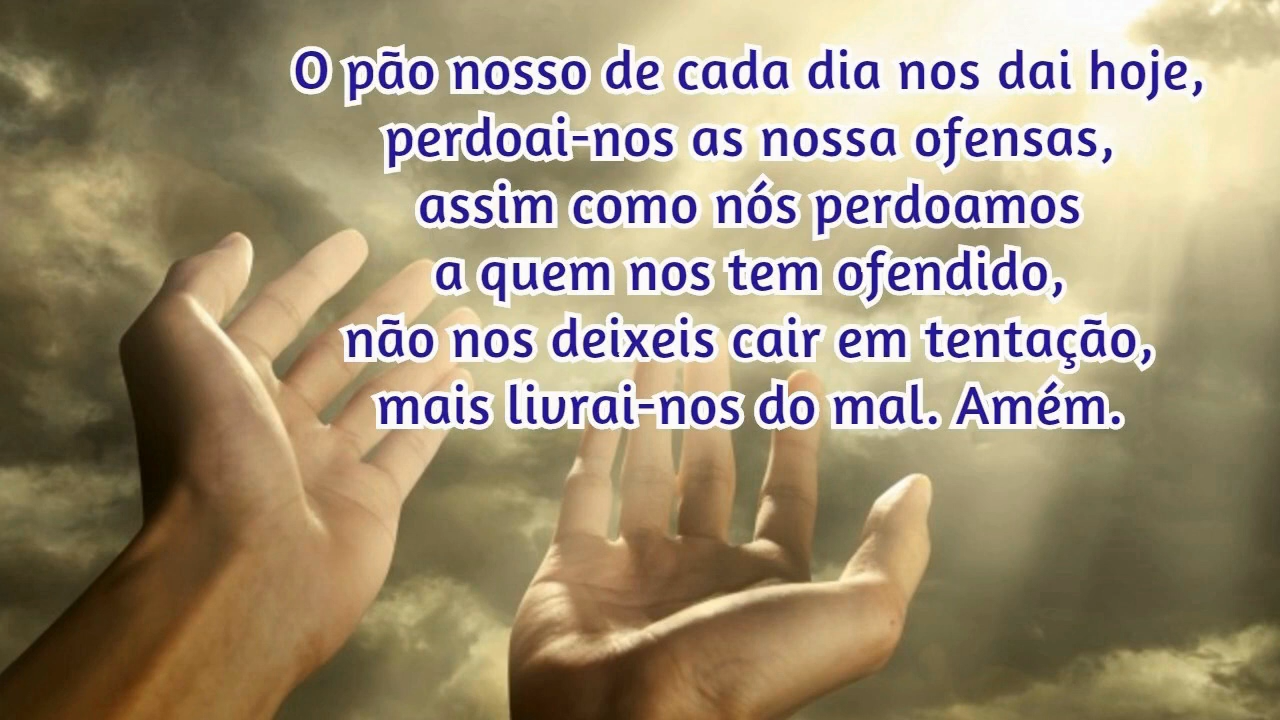 O pão nosso de cada dia nos dai hoje,
perdoai-nos as nossa ofensas,
assim como nós perdoamos
a quem nos tem ofendido,
não nos deixeis cair em tentação,
mais livrai-nos do mal. Amém.